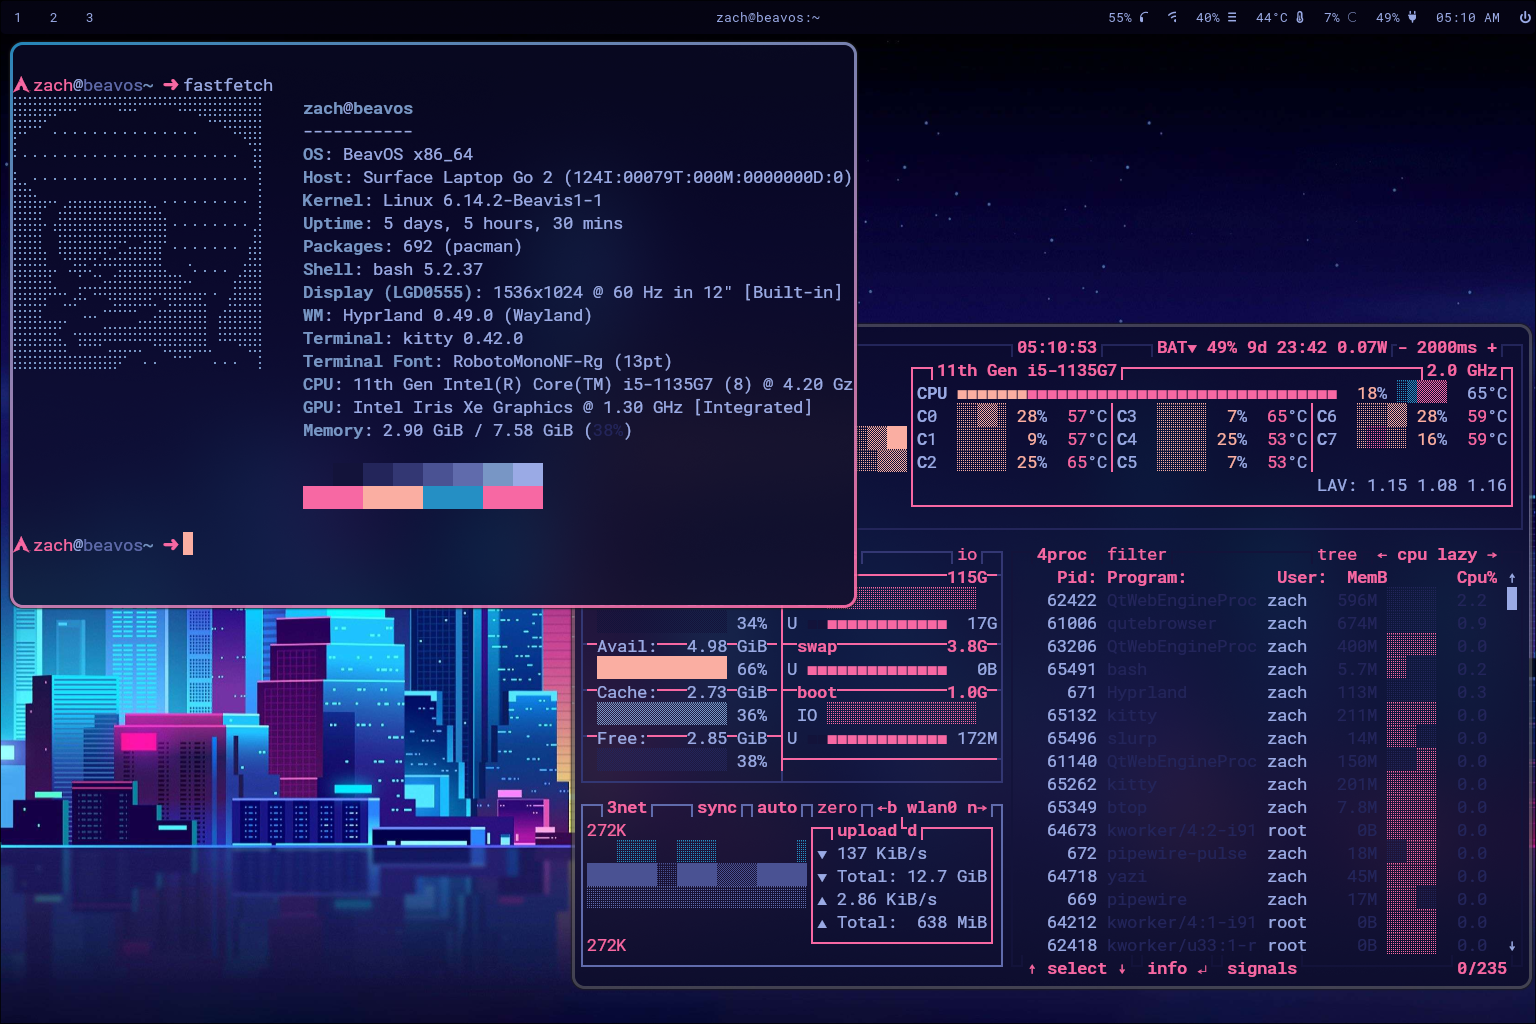 1 2 3
zach@beavos:~
55% 40% 44°C 7% 49% 05:10 AM
zach@beavos~ ➜ fastfetch
zach@beavos
-----------
OS: BeavOS x86_64
Host: Surface Laptop Go 2 (124I:00079T:000M:0000000D:0)
Kernel: Linux 6.14.2-Beavis1-1
Uptime: 5 days, 5 hours, 30 mins
Packages: 692 (pacman)
Shell: bash 5.2.37
Display (LGD0555): 1536x1024 @ 60 Hz in 12" [Built-in]
WM: Hyprland 0.49.0 (Wayland)
Terminal: kitty 0.42.0
Terminal Font: RobotoMonoNF-Rg (13pt)
CPU: 11th Gen Intel(R) Core(TM) i5-1135G7 (8) @ 4.20 Gz
GPU: Intel Iris Xe Graphics @ 1.30 GHz [Integrated]
Memory: 2.90 GiB / 7.58 GiB (38%)
zach@beavos~ ➜
05:10:53 BAT▼ 49% 9d 23:42 0.07W - 2000ms +
11th Gen i5-1135G7 2.0 GHz
CPU 18% 65°C
C0 28% 57°C C3 7% 65°C C6 28% 59°C
C1 9% 57°C C4 25% 53°C C7 16% 59°C
C2 25% 65°C C5 7% 53°C
LAV: 1.15 1.08 1.16
io
115G
34% U 17G
Avail: 4.98 GiB swap 3.8G
66% U 0B
Cache: 2.73 GiB boot 1.0G
36% IO
Free: 2.85 GiB U 172M
38%
3net sync auto zero ←b wlan0 n→
272K
upload d
▼ 137 KiB/s
▼ Total: 12.7 GiB
▲ 2.86 KiB/s
▲ Total: 638 MiB
272K
4proc filter tree ← cpu lazy →
Pid: Program: User: MemB Cpu% ↑
62422 QtWebEngineProc zach 596M 2.2
61006 qutebrowser zach 674M 0.9
63206 QtWebEngineProc zach 400M 0.0
65491 bash zach 5.7M 0.2
671 Hyprland zach 113M 0.3
65132 kitty zach 211M 0.0
65496 slurp zach 14M 0.0
61140 QtWebEngineProc zach 150M 0.0
65262 kitty zach 201M 0.0
65349 btop zach 7.8M 0.0
64673 kworker/4:2-i91 root 0B 0.0
672 pipewire-pulse zach 18M 0.0
64718 yazi zach 45M 0.0
669 pipewire zach 17M 0.0
64212 kworker/4:1-i91 root 0B 0.0
62418 kworker/u33:1-r root 0B 0.0 ↓
↑ select ↓ info ↲ signals 0/235